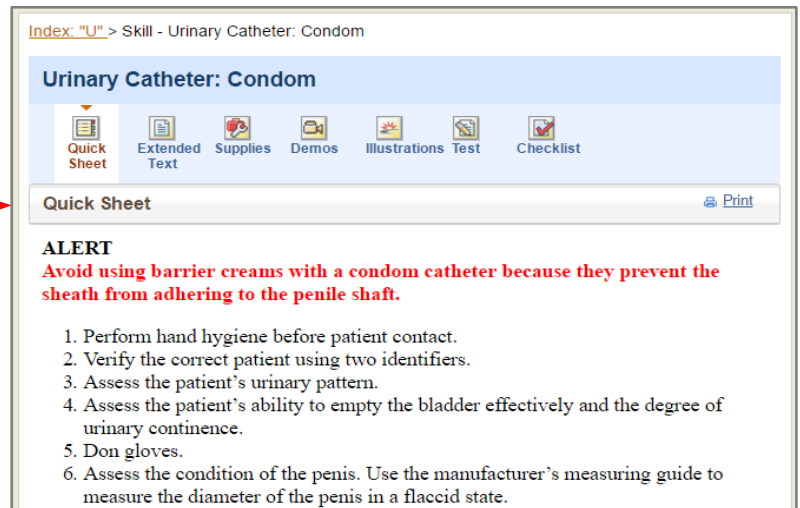 Index: "U" > Skill - Urinary Catheter: Condom
Urinary Catheter: Condom
Quick Sheet
Extended Text
Supplies
Demos
Illustrations
Test
Checklist
Quick Sheet
Print
ALERT
Avoid using barrier creams with a condom catheter because they prevent the
sheath from adhering to the penile shaft.
1. Perform hand hygiene before patient contact.
2. Verify the correct patient using two identifiers.
3. Assess the patient's urinary pattern.
4. Assess the patient's ability to empty the bladder effectively and the degree of
urinary continence.
5. Don gloves.
6. Assess the condition of the penis. Use the manufacturer's measuring guide to
measure the diameter of the penis in a flaccid state.